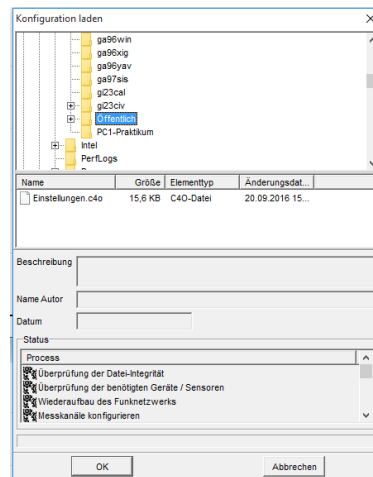 Konfiguration laden
ga96win
ga96xig
ga96yav
ga97sis
gi23cal
gi23civ
Öffentlich
PC1-Praktikum
Intel
PerfLogs
Name Größe Elementtyp Änderungsdat...
Einstellungen.c4o 15,6 KB C4O-Datei 20.09.2016 15...
Beschreibung
Name Autor
Datum
Status
Process
Überprüfung der Datei-Integrität
Überprüfung der benötigten Geräte / Sensoren
Wiederaufbau des Funknetzwerks
Messkanäle konfigurieren
OK Abbrechen